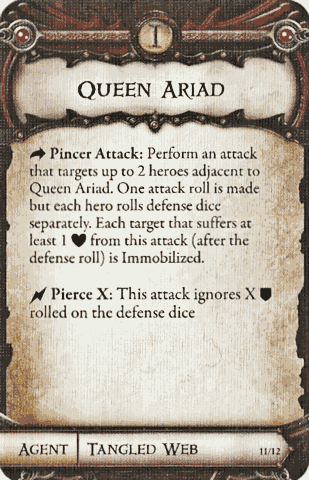 I
Queen Ariad
Pincer Attack: Perform an attack
that targets up to 2 heroes adjacent to
Queen Ariad. One attack roll is made
but each hero rolls defense dice
separately. Each target that suffers at
least 1 ♥ from this attack (after the
defense roll) is Immobilized.
Pierce X: This attack ignores X
rolled on the defense dice
Agent Tangled Web 11/12